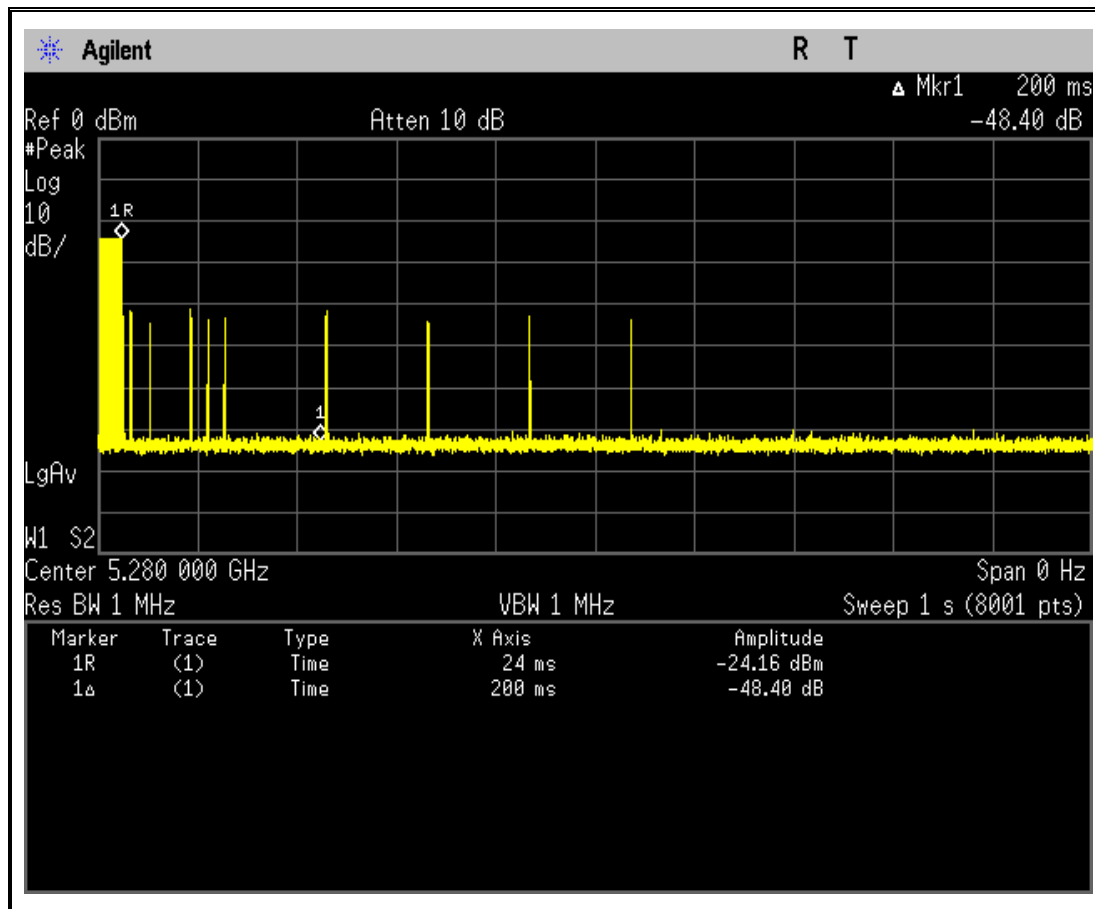 Agilent R T
▵ Mkr1 200 ms
Ref 0 dBm Atten 10 dB -48.40 dB
#Peak
Log
10
dB/
1R
1
LgAv
W1 S2
Center 5.280 000 GHz Span 0 Hz
Res BW 1 MHz VBW 1 MHz Sweep 1 s (8001 pts)
Marker Trace Type X Axis Amplitude
1R (1) Time 24 ms -24.16 dBm
1▵ (1) Time 200 ms -48.40 dB